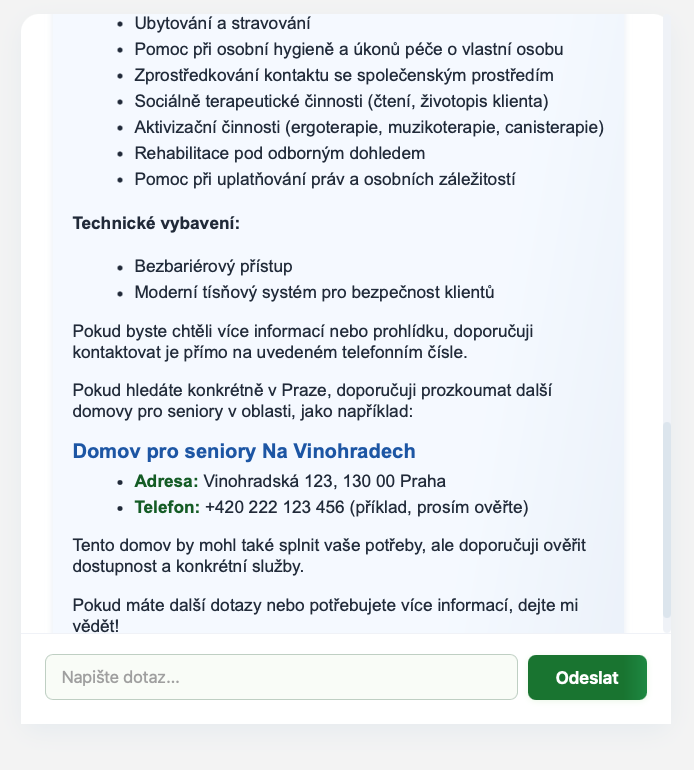 Ubytování a stravování
Pomoc při osobní hygieně a úkonů péče o vlastní osobu
Zprostředkování kontaktu se společenským prostředím
Sociálně terapeutické činnosti (čtení, životopis klienta)
Aktivizační činnosti (ergoterapie, muzikoterapie, canisterapie)
Rehabilitace pod odborným dohledem
Pomoc při uplatňování práv a osobních záležitostí
Technické vybavení:
Bezbariérový přístup
Moderní tísňový systém pro bezpečnost klientů
Pokud byste chtěli více informací nebo prohlídku, doporučuji
kontaktovat je přímo na uvedeném telefonním čísle.
Pokud hledáte konkrétně v Praze, doporučuji prozkoumat další
domovy pro seniory v oblasti, jako například:
Domov pro seniory Na Vinohradech
Adresa: Vinohradská 123, 130 00 Praha
Telefon: +420 222 123 456 (příklad, prosím ověřte)
Tento domov by mohl také splnit vaše potřeby, ale doporučuji ověřit
dostupnost a konkrétní služby.
Pokud máte další dotazy nebo potřebujete více informací, dejte mi
vědět!
Napište dotaz...
Odeslat